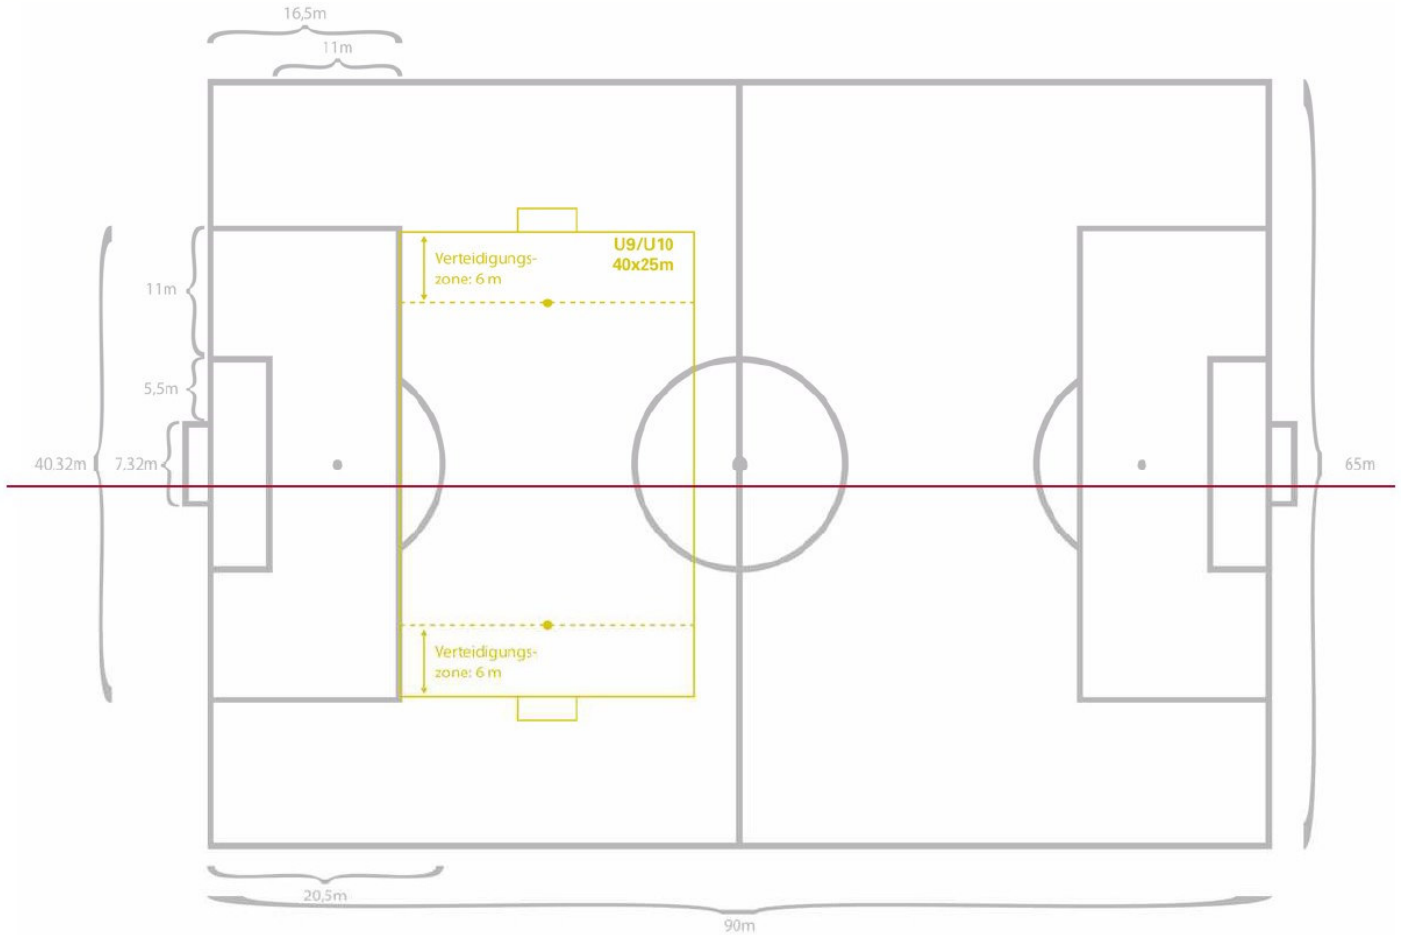 16,5m
11m
U9/U10
40x25m
Verteidigungs-
zone: 6 m
11m
5,5m
40.32m
7.32m
65m
Verteidigungs-
zone: 6 m
20,5m
90m